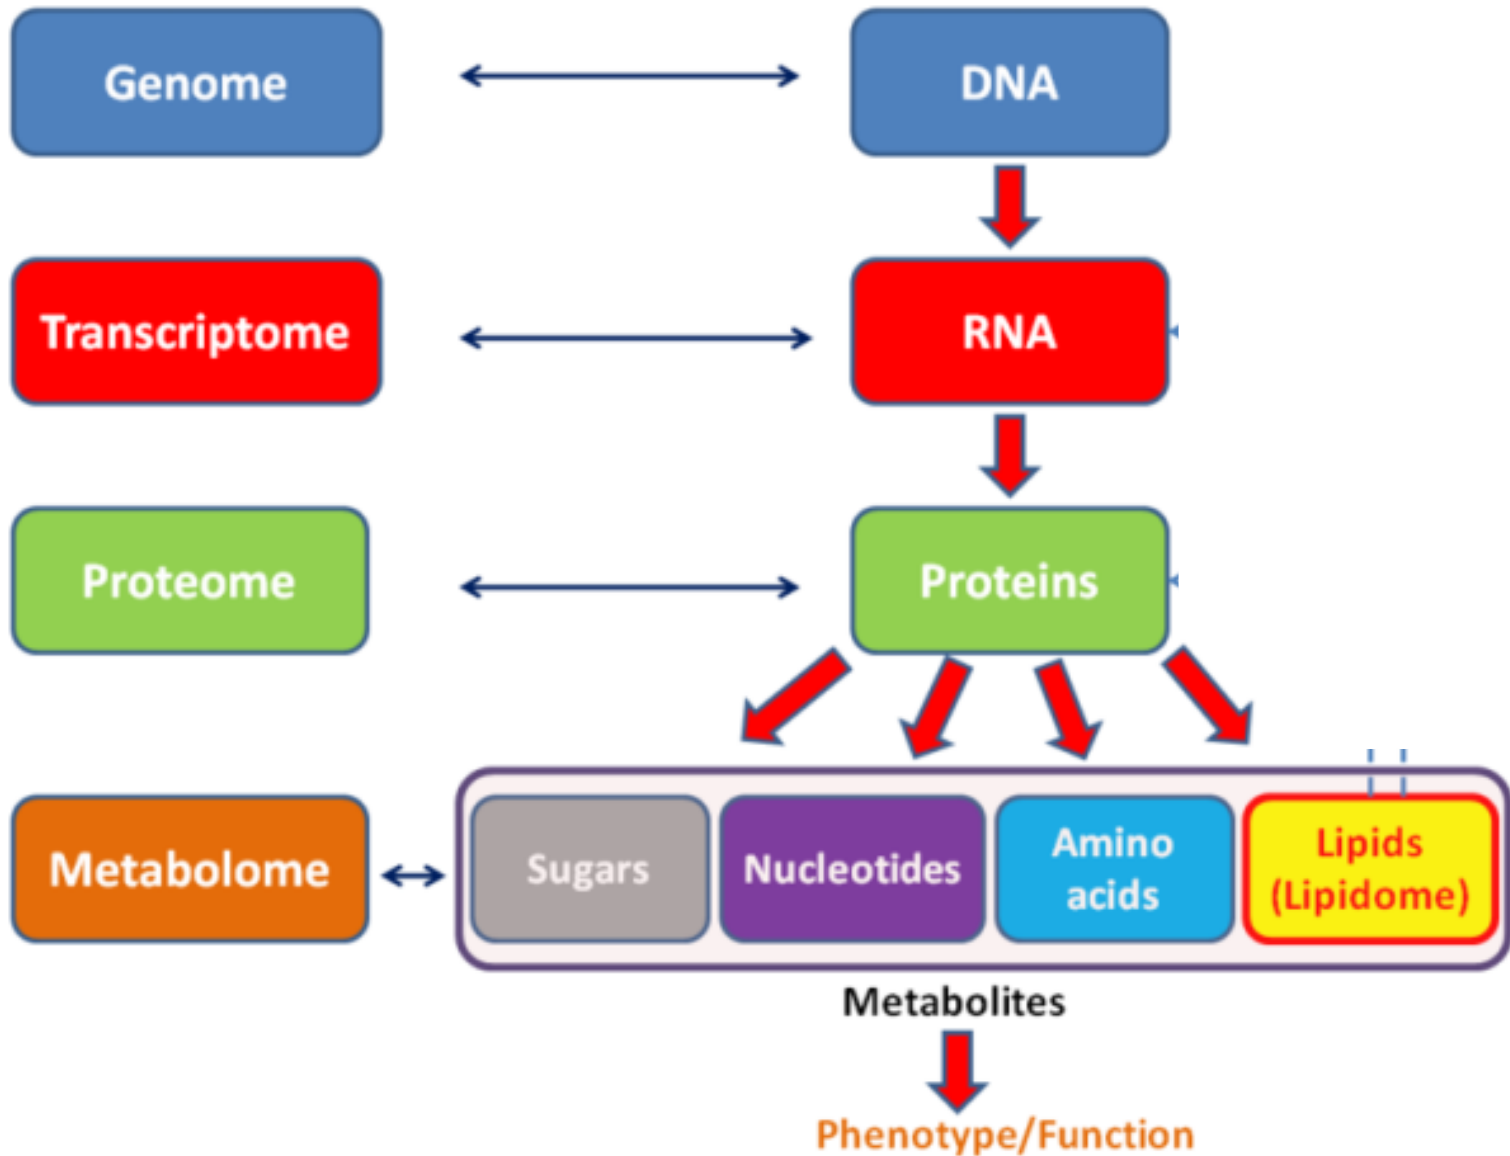 Genome
DNA
Transcriptome
RNA
Proteome
Proteins
Metabolome
Sugars
Nucleotides
Amino
acids
Lipids
(Lipidome)
Metabolites
Phenotype/Function